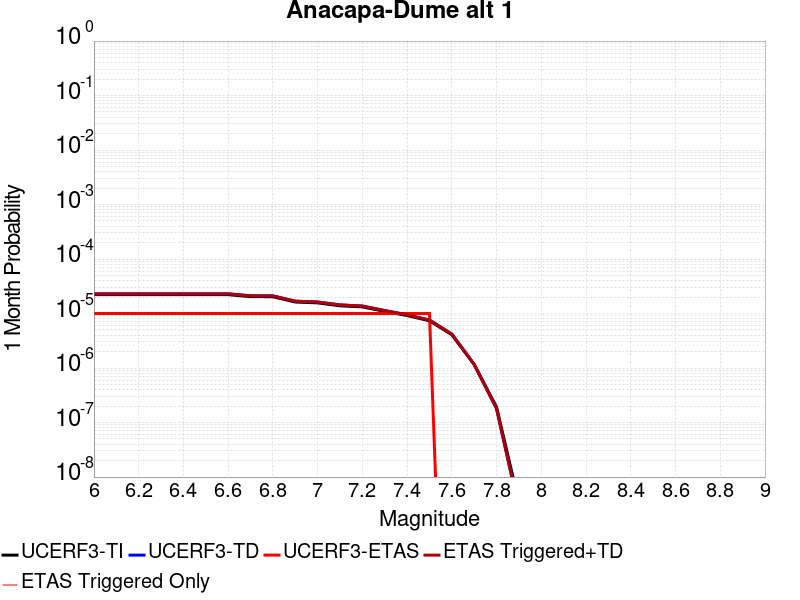 Anacapa-Dume alt 1
10^0
10^-1
10^-2
10^-3
10^-4
10^-5
10^-6
10^-7
10^-8
1 Month Probability
6 6.2 6.4 6.6 6.8 7 7.2 7.4 7.6 7.8 8 8.2 8.4 8.6 8.8 9
Magnitude
UCERF3-TI UCERF3-TD UCERF3-ETAS ETAS Triggered+TD
ETAS Triggered Only